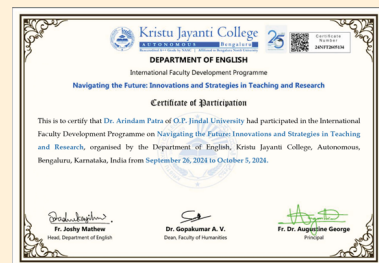 Kristu Jayanti College
AUTONOMOUS Bengaluru
25
Certificate Number
24NFT2849434
DEPARTMENT OF ENGLISH
International Faculty Development Programme
Navigating the Future: Innovations and Strategies in Teaching and Research
Certificate of Participation
This is to certify that Dr. Arindam Patra of O.P. Jindal University had participated in the International
Faculty Development Programme on Navigating the Future: Innovations and Strategies in Teaching
and Research, organised by the Department of English, Kristu Jayanti College, Autonomous,
Bengaluru, Karnataka, India from September 26, 2024 to October 5, 2024.
Fr. Joshy Mathew
Head, Department of English
Dr. Gopakumar A. V.
Dean, Faculty of Humanities
Fr. Dr. Augustine George
Principal